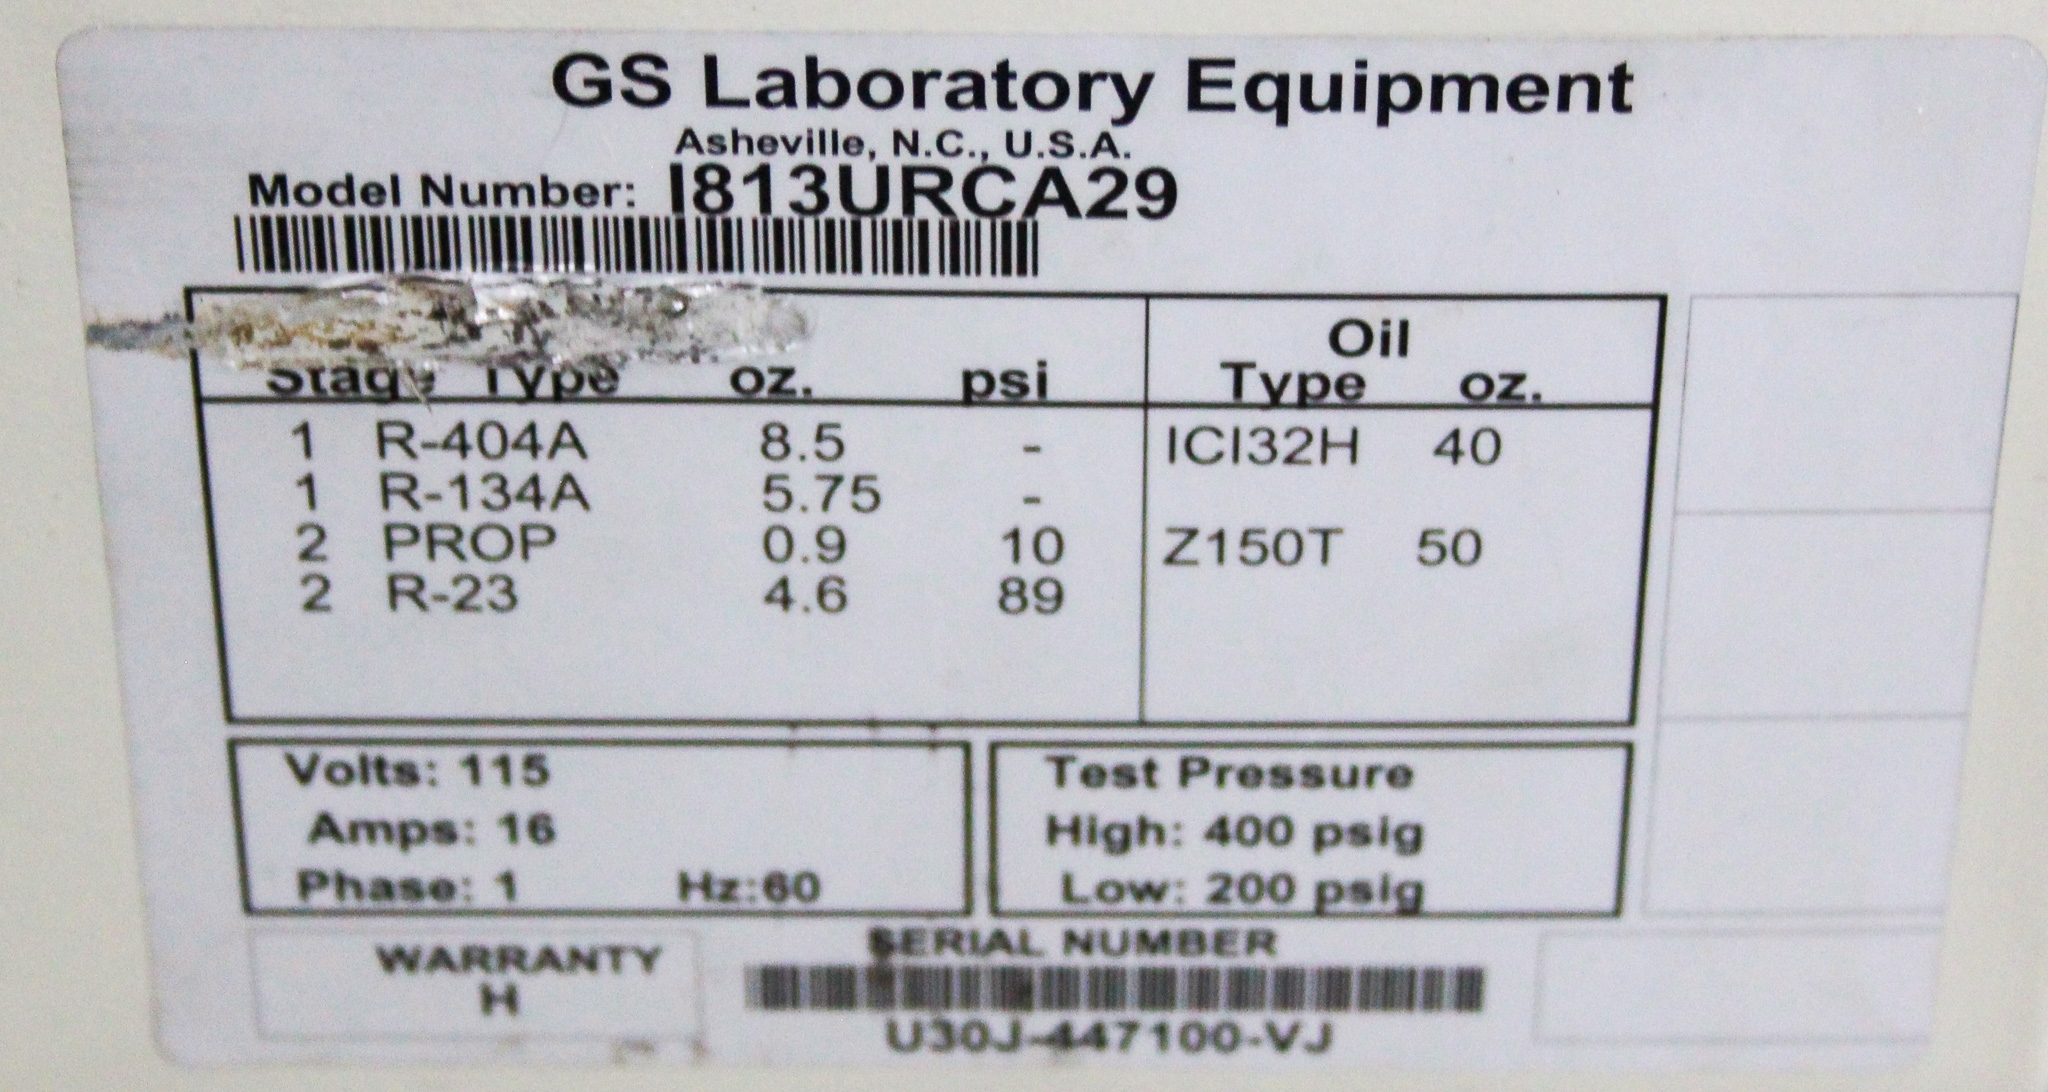 GS Laboratory Equipment
Asheville, N.C., U.S.A.
Model Number: I813URCA29
Oil
Stage Type oz. psi Type oz.
1 R-404A 8.5 - ICI32H 40
1 R-134A 5.75 -
2 PROP 0.9 10 Z150T 50
2 R-23 4.6 89
Volts: 115
Amps: 16
Phase: 1 Hz:60
Test Pressure
High: 400 psig
Low: 200 psig
WARRANTY
H
SERIAL NUMBER
U30J-447100-VJ